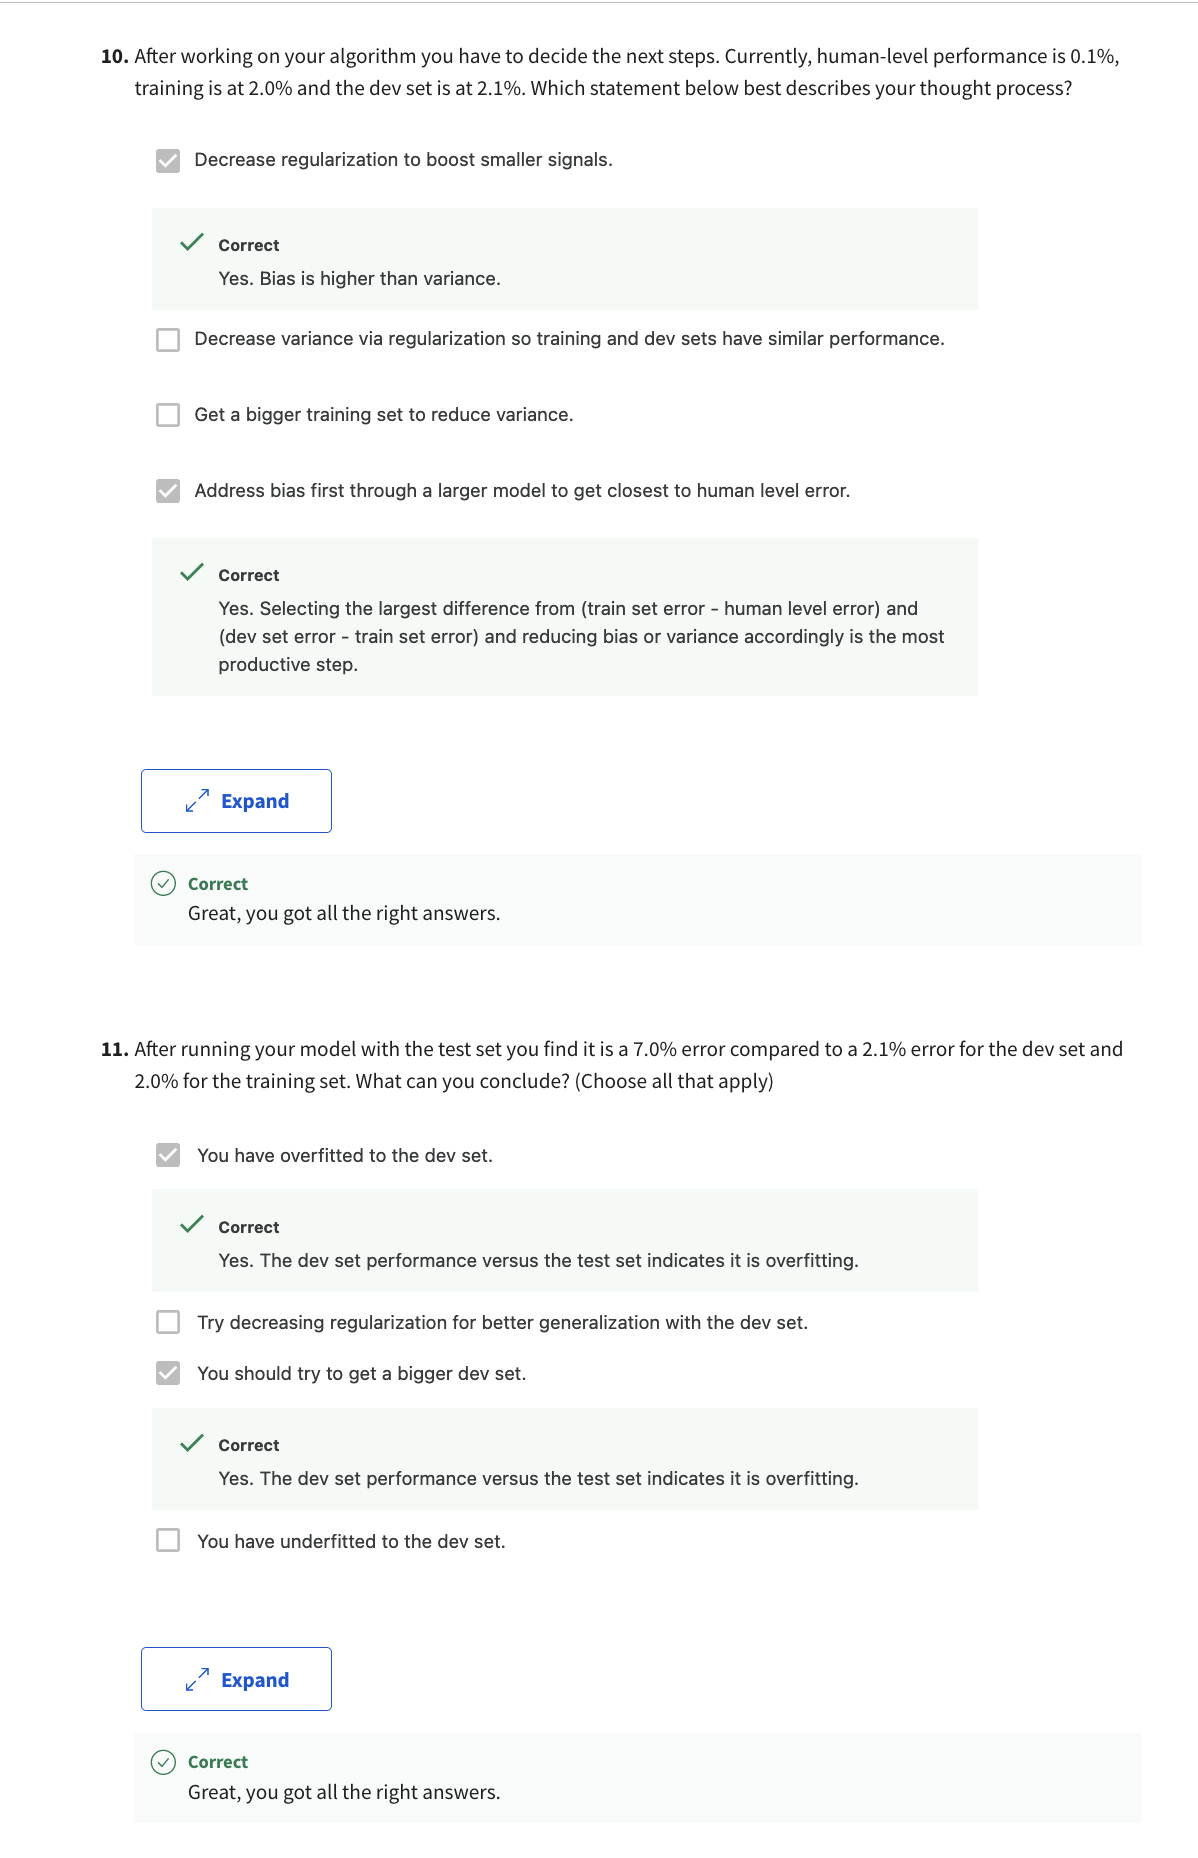 10. After working on your algorithm you have to decide the next steps. Currently, human-level performance is 0.1%,
training is at 2.0% and the dev set is at 2.1%. Which statement below best describes your thought process?
Decrease regularization to boost smaller signals.
Correct
Yes. Bias is higher than variance.
Decrease variance via regularization so training and dev sets have similar performance.
Get a bigger training set to reduce variance.
Address bias first through a larger model to get closest to human level error.
Correct
Yes. Selecting the largest difference from (train set error - human level error) and
(dev set error - train set error) and reducing bias or variance accordingly is the most
productive step.
Expand
Correct
Great, you got all the right answers.
11. After running your model with the test set you find it is a 7.0% error compared to a 2.1% error for the dev set and
2.0% for the training set. What can you conclude? (Choose all that apply)
You have overfitted to the dev set.
Correct
Yes. The dev set performance versus the test set indicates it is overfitting.
Try decreasing regularization for better generalization with the dev set.
You should try to get a bigger dev set.
Correct
Yes. The dev set performance versus the test set indicates it is overfitting.
You have underfitted to the dev set.
Expand
Correct
Great, you got all the right answers.